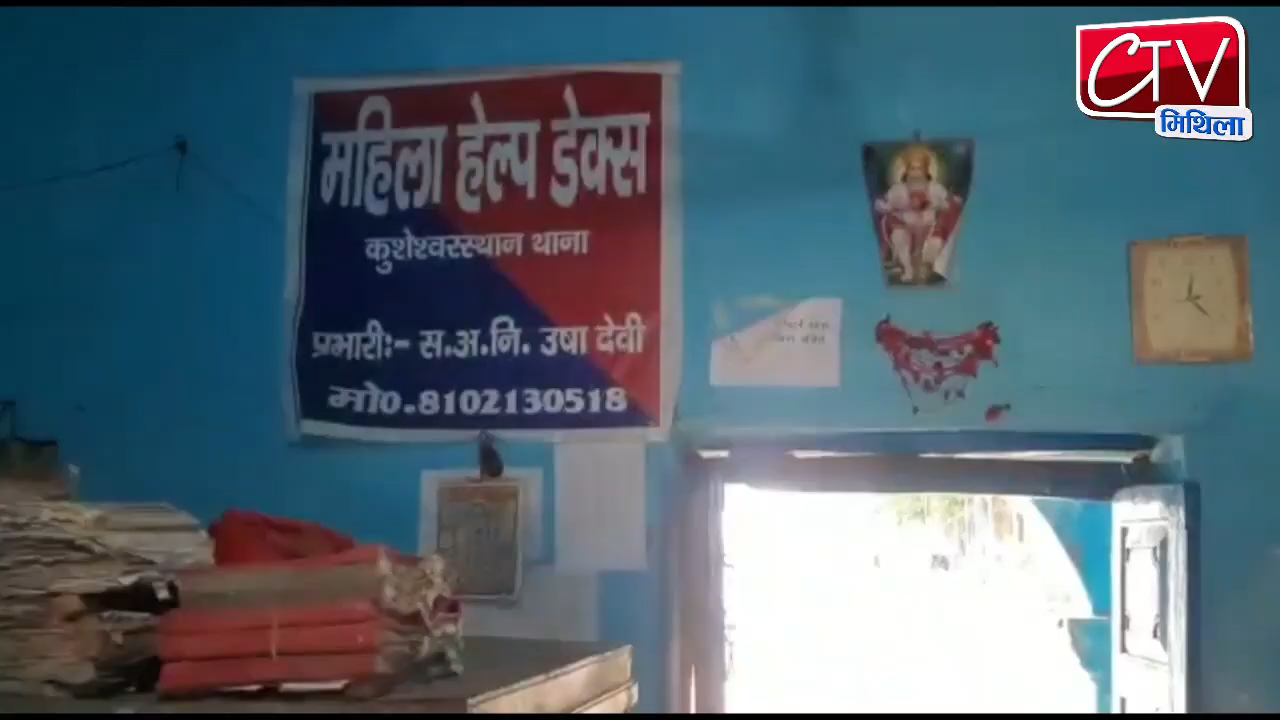 महिला हेल्प डेक्स
कुशेश्वरस्थान थाना
प्रभारीः- स.अ.नि. उषा देवी
मो0.8102130518
CTV
मिथिला